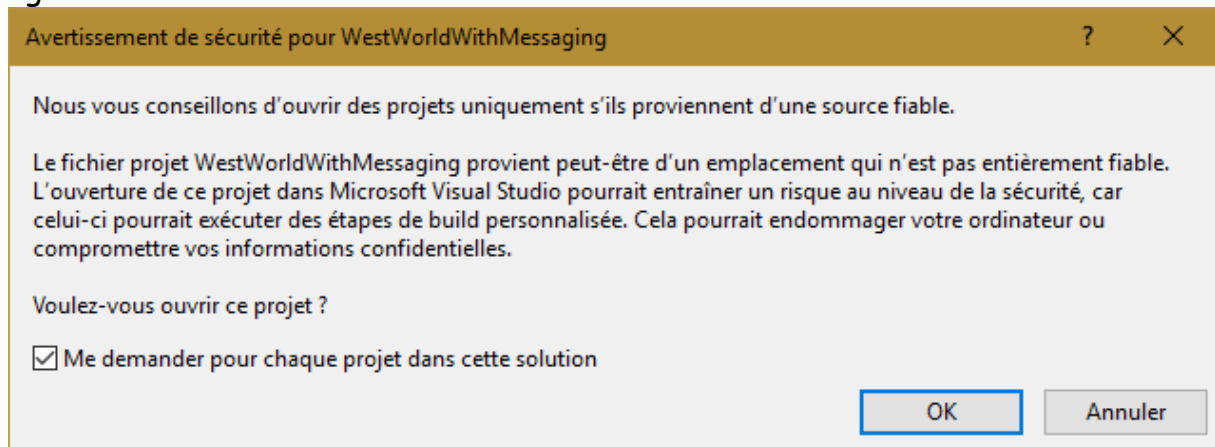 Avertissement de sécurité pour WestWorldWithMessaging ? ×
Nous vous conseillons d'ouvrir des projets uniquement s'ils proviennent d'une source fiable.
Le fichier projet WestWorldWithMessaging provient peut-être d'un emplacement qui n'est pas entièrement fiable.
L'ouverture de ce projet dans Microsoft Visual Studio pourrait entraîner un risque au niveau de la sécurité, car
celui-ci pourrait exécuter des étapes de build personnalisée. Cela pourrait endommager votre ordinateur ou
compromettre vos informations confidentielles.
Voulez-vous ouvrir ce projet ?
Me demander pour chaque projet dans cette solution
OK Annuler